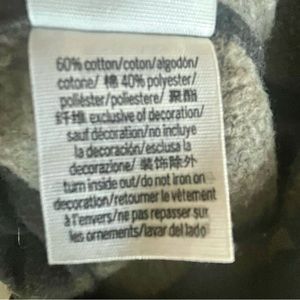 60% cotton/coton/algodón/
cotone/ 棉 40% polyester/
poliéster/poliestere/ 聚酯
纤维 exclusive of decoration/
sauf décoration/no incluye
la decoración/esclusa la
decorazione/ 装饰除外
turn inside out/do not iron on
decoration/retourner le vêtement
à l'envers/ne pas repasser sur
les ornements/lavar del lado